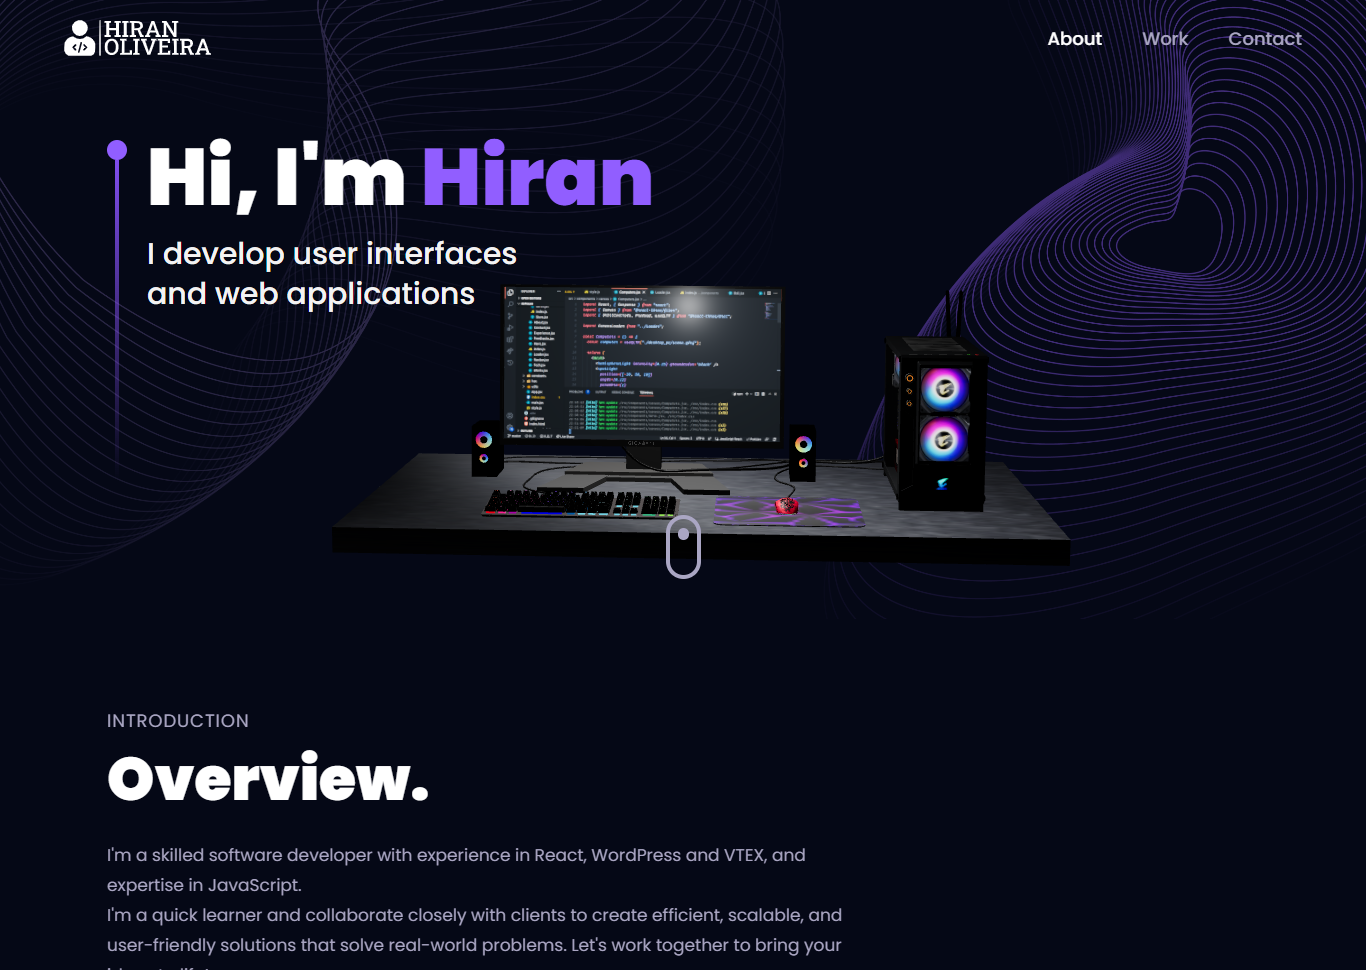 HIRAN
OLIVEIRA
About
Work
Contact
Hi, I'm Hiran
I develop user interfaces
and web applications
INTRODUCTION
Overview.
I'm a skilled software developer with experience in React, WordPress and VTEX, and
expertise in JavaScript.
I'm a quick learner and collaborate closely with clients to create efficient, scalable, and
user-friendly solutions that solve real-world problems. Let's work together to bring your